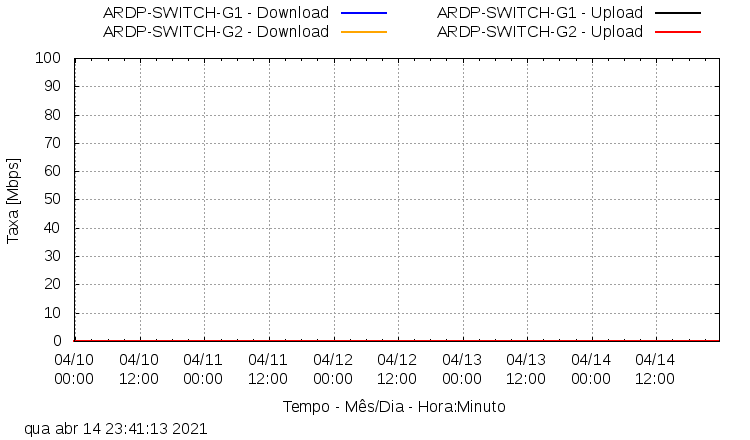 ARDP-SWITCH-G1 - Download ARDP-SWITCH-G1 - Upload
ARDP-SWITCH-G2 - Download ARDP-SWITCH-G2 - Upload
100
90
80
70
60
50
40
30
20
10
0
Taxa [Mbps]
04/10 04/10 04/11 04/11 04/12 04/12 04/13 04/13 04/14 04/14
00:00 12:00 00:00 12:00 00:00 12:00 00:00 12:00 00:00 12:00
Tempo - Mês/Dia - Hora:Minuto
qua abr 14 23:41:13 2021